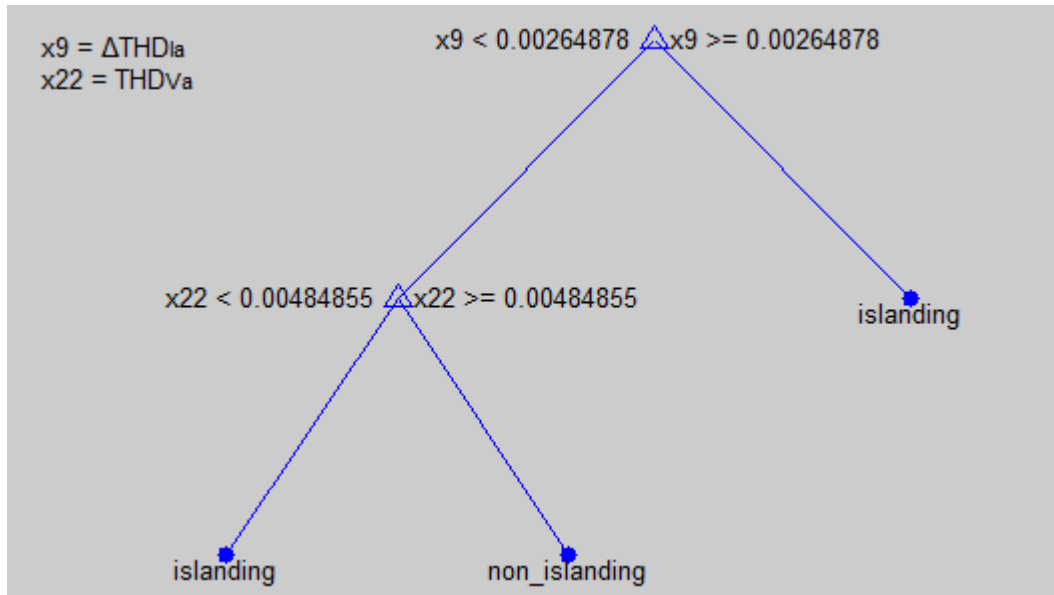 x9 = ΔTHDIa
x22 = THDVa
x9 < 0.00264878
x9 >= 0.00264878
x22 < 0.00484855
x22 >= 0.00484855
islanding
islanding
non_islanding